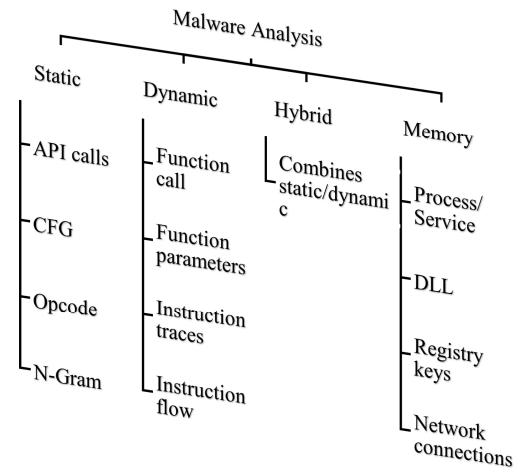 Malware Analysis
Static
API calls
CFG
Opcode
N-Gram
Dynamic
Function
call
Function
parameters
Instruction
traces
Instruction
flow
Hybrid
Combines
static/dynami
c
Memory
Process/
Service
DLL
Registry
keys
Network
connections